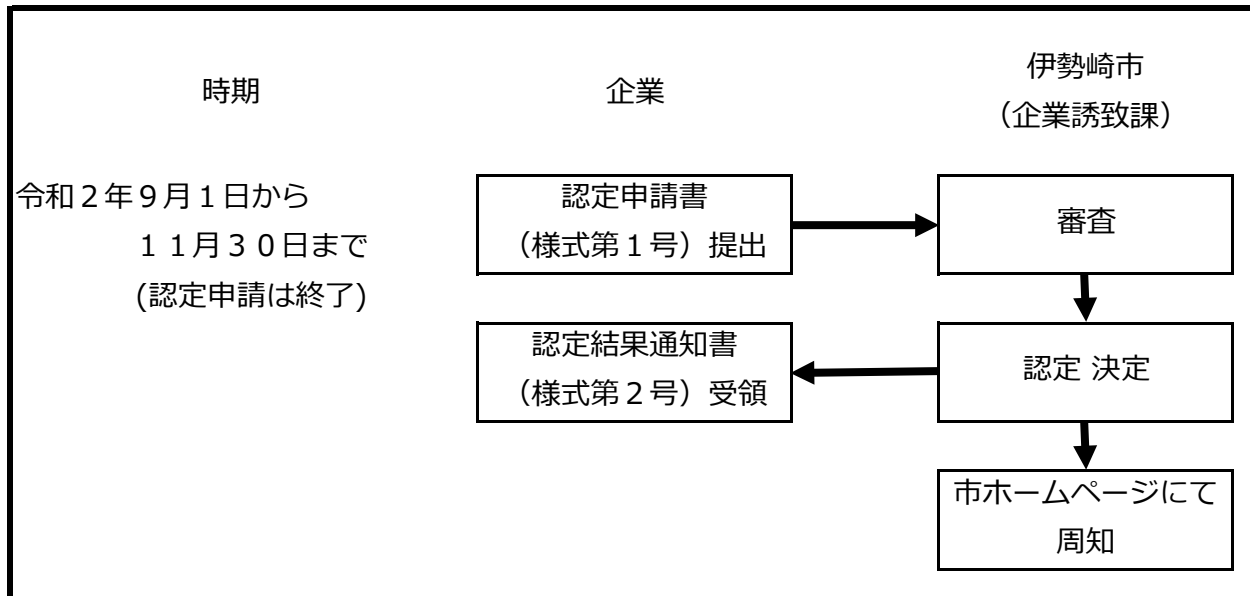 時期
企業
伊勢崎市
（企業誘致課）
令和２年９月１日から
１１月３０日まで
(認定申請は終了)
認定申請書
（様式第１号）提出
審査
認定結果通知書
（様式第２号）受領
認定 決定
市ホームページにて
周知